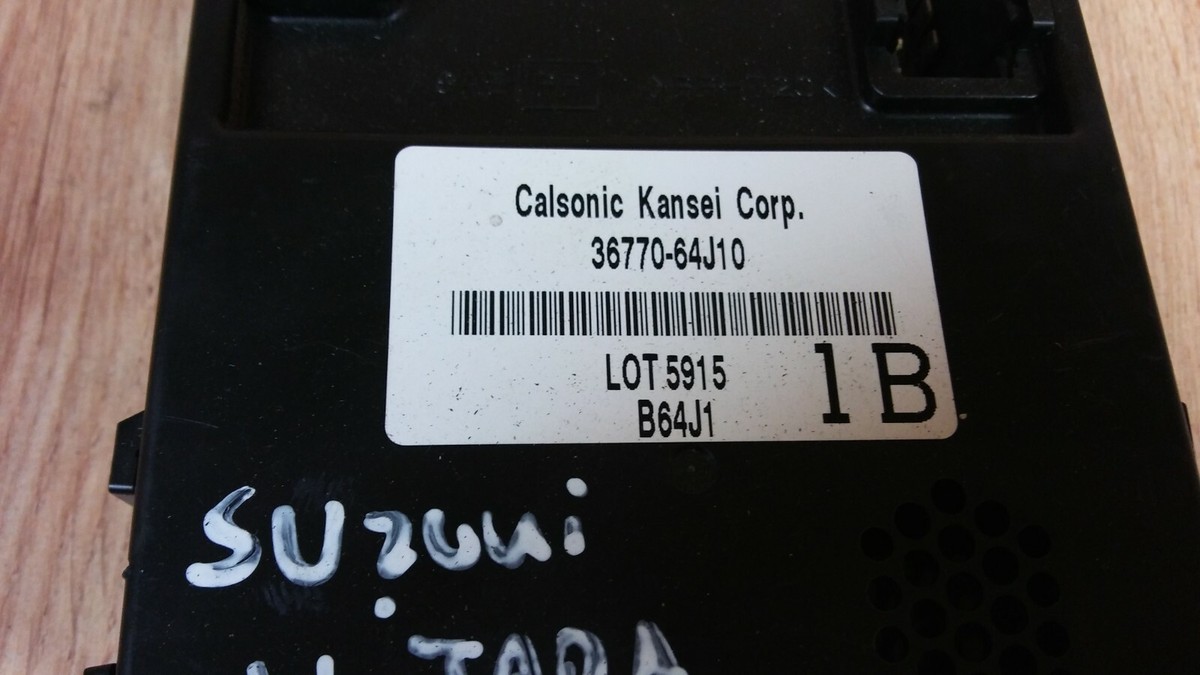 Calsonic Kansei Corp.
36770-64J10
LOT 5915
B64J1
1B
suzuki